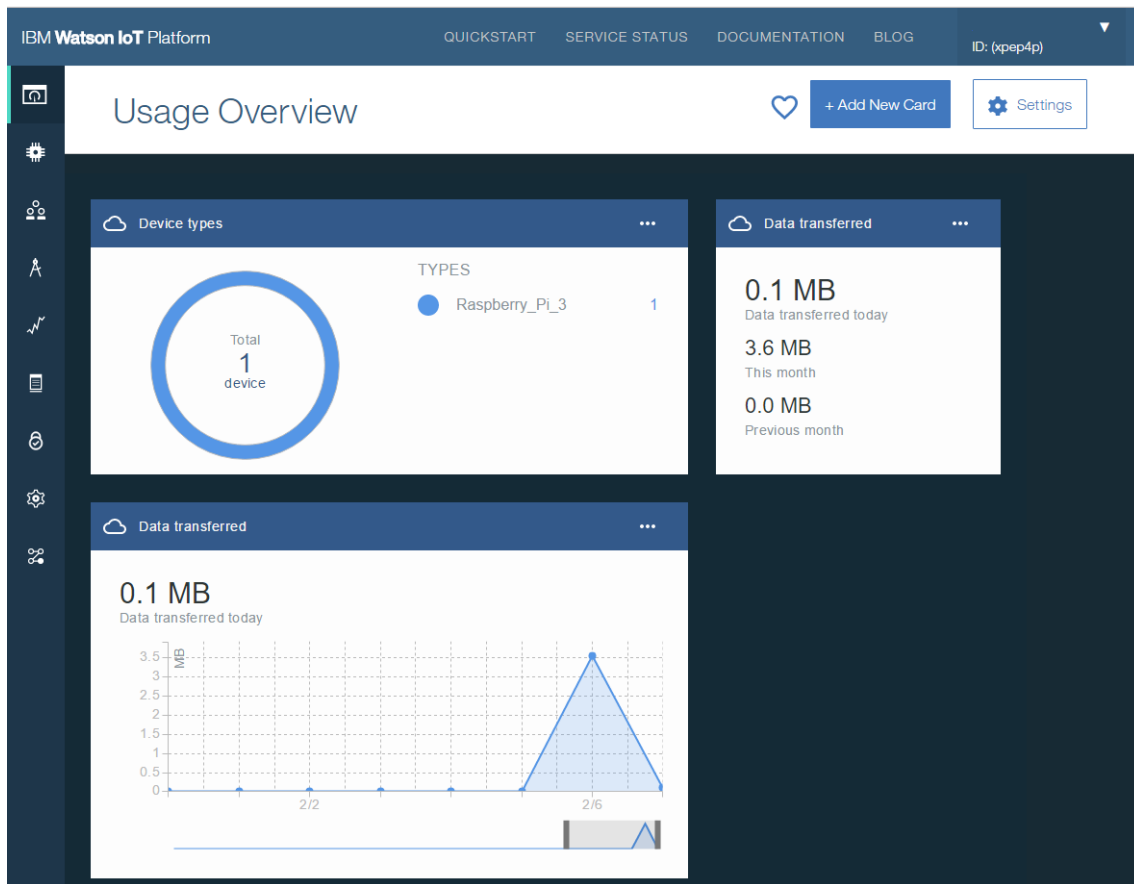 IBM Watson IoT Platform
QUICKSTART SERVICE STATUS DOCUMENTATION BLOG
ID: (xpep4p)
Usage Overview
+ Add New Card
Settings
Device types
Total
1
device
TYPES
Raspberry_Pi_3 1
Data transferred
0.1 MB
Data transferred today
3.6 MB
This month
0.0 MB
Previous month
Data transferred
0.1 MB
Data transferred today
MB
3.5
3
2.5
2
1.5
1
0.5
0
2/2 2/6